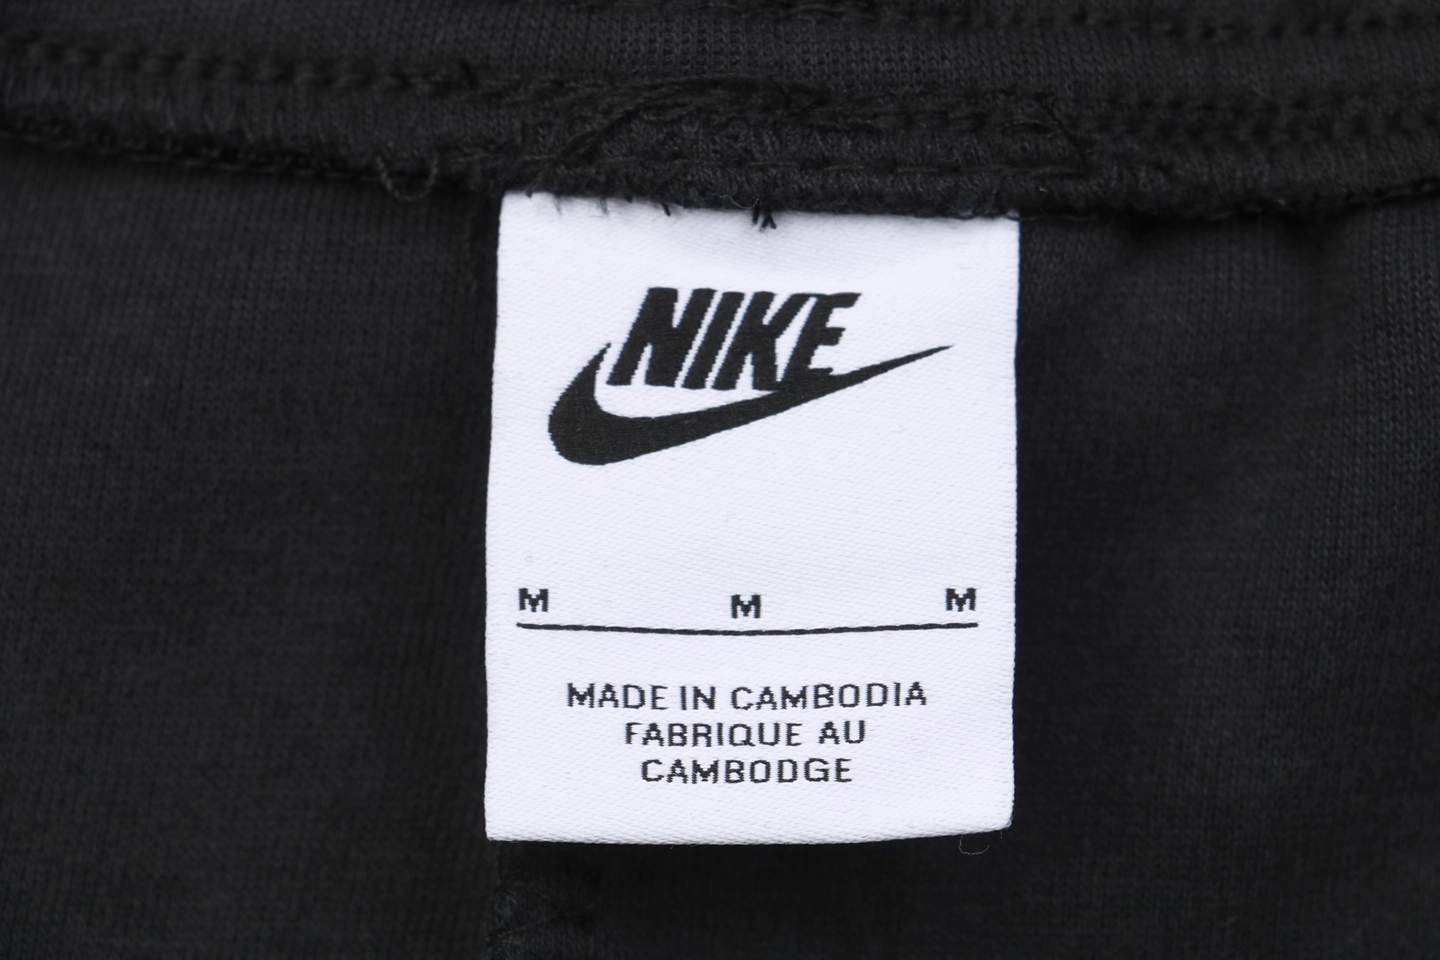 NIKE
M M M
MADE IN CAMBODIA
FABRIQUE AU
CAMBODGE